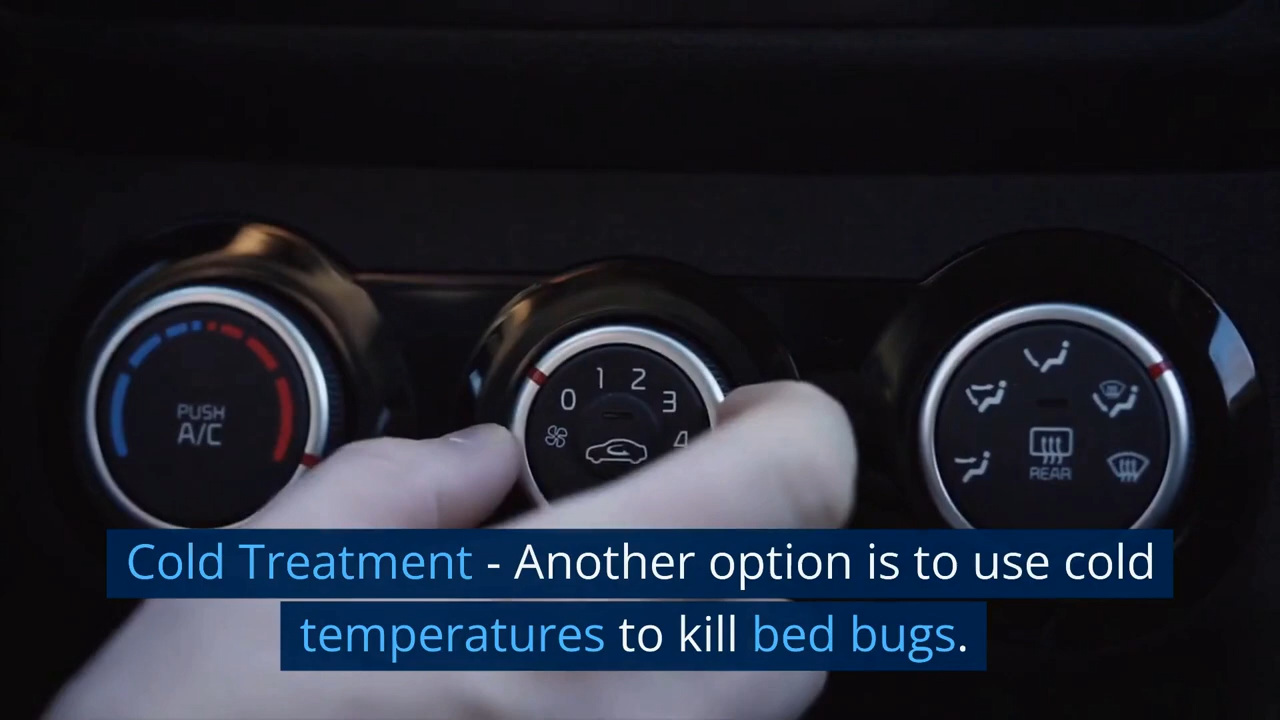 PUSH
A/C
0 1 2 3 4
REAR
Cold Treatment - Another option is to use cold
temperatures to kill bed bugs.